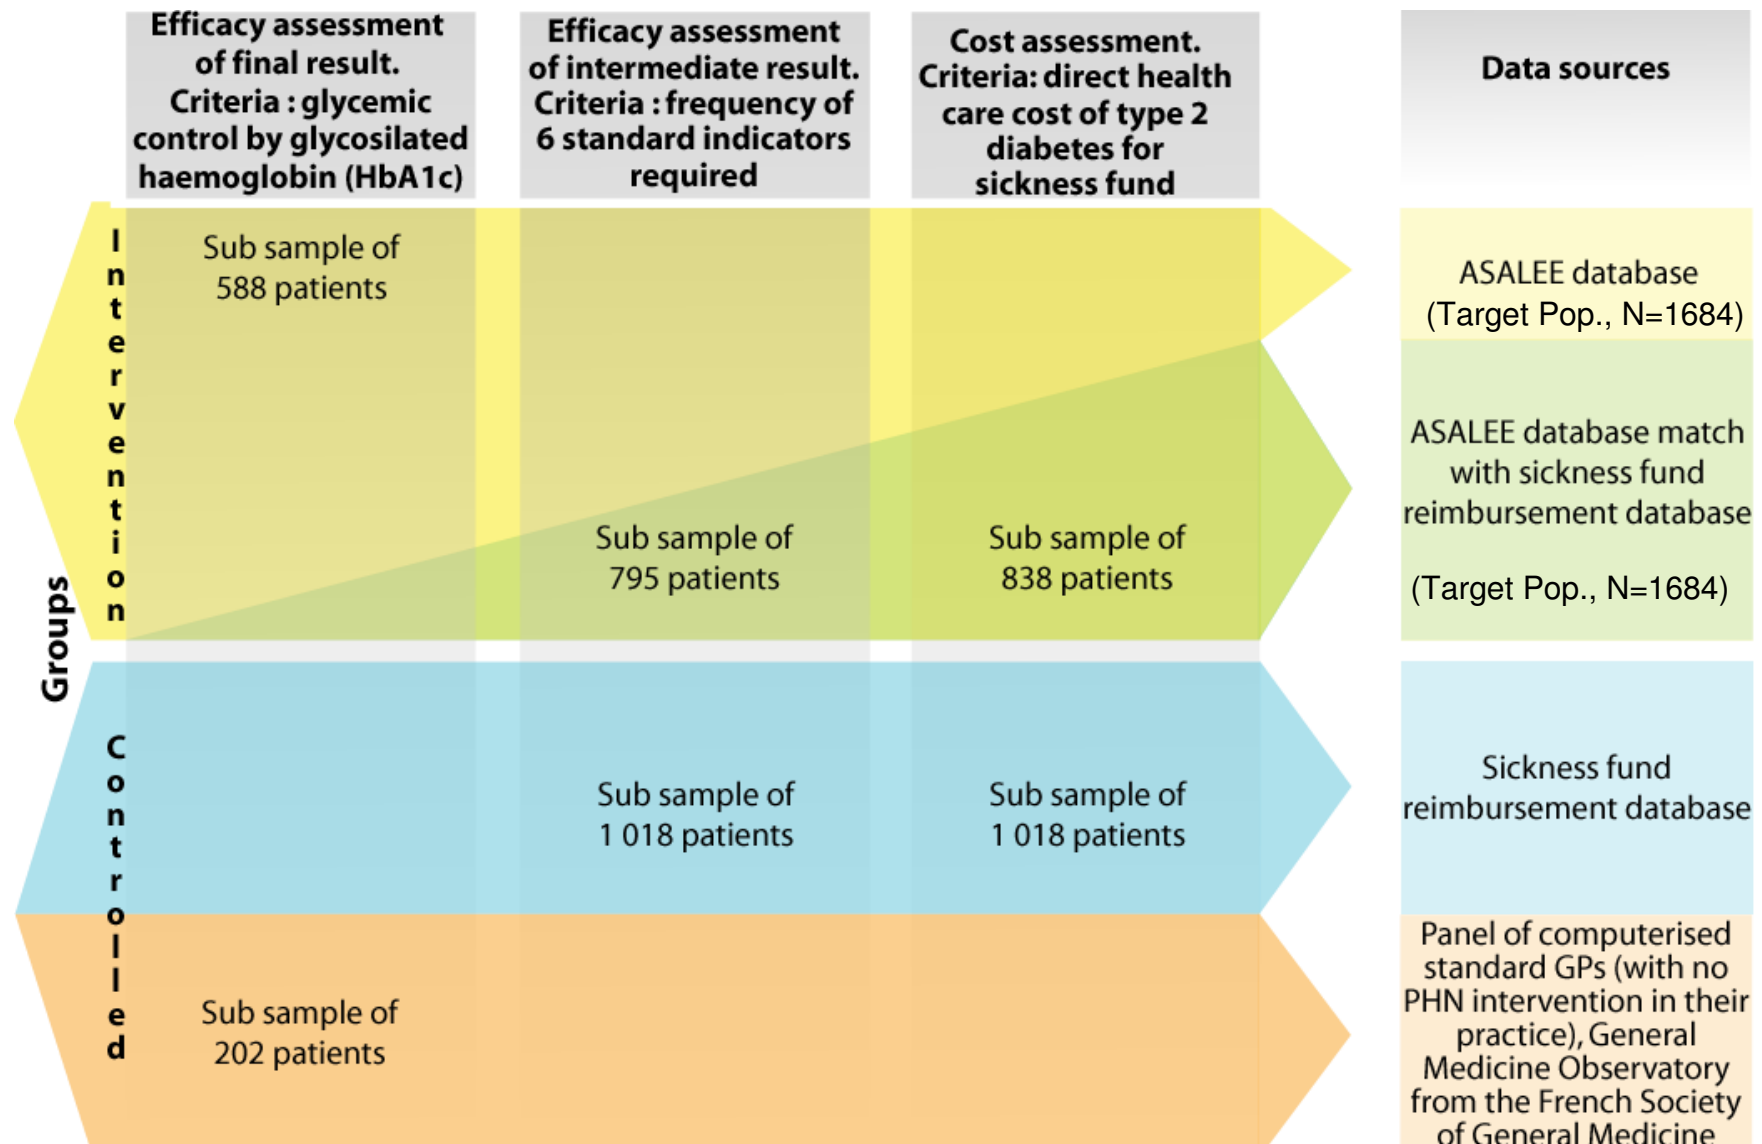 Efficacy assessment
of final result.
Criteria : glycemic
control by glycosilated
haemoglobin (HbA1c)
Efficacy assessment
of intermediate result.
Criteria : frequency of
6 standard indicators
required
Cost assessment.
Criteria: direct health
care cost of type 2
diabetes for
sickness fund
Data sources
Groups
Intervention
Sub sample of
588 patients
Sub sample of
795 patients
Sub sample of
838 patients
ASALEE database
(Target Pop., N=1684)
ASALEE database match
with sickness fund
reimbursement database
(Target Pop., N=1684)
Controlled
Sub sample of
1 018 patients
Sub sample of
1 018 patients
Sickness fund
reimbursement database
Sub sample of
202 patients
Panel of computerised
standard GPs (with no
PHN intervention in their
practice), General
Medicine Observatory
from the French Society
of General Medicine